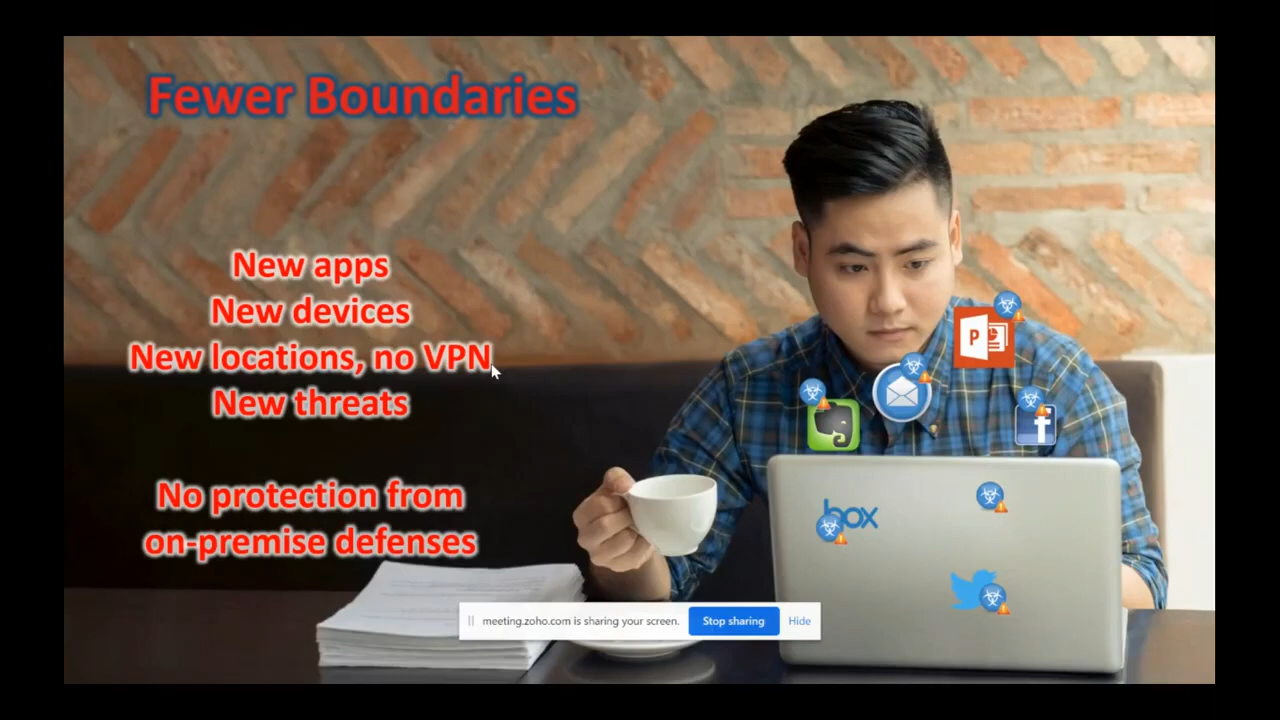 Fewer Boundaries
New apps
New devices
New locations, no VPN
New threats
No protection from
on-premise defenses
P
f
box
meeting.zoho.com is sharing your screen.
Stop sharing
Hide